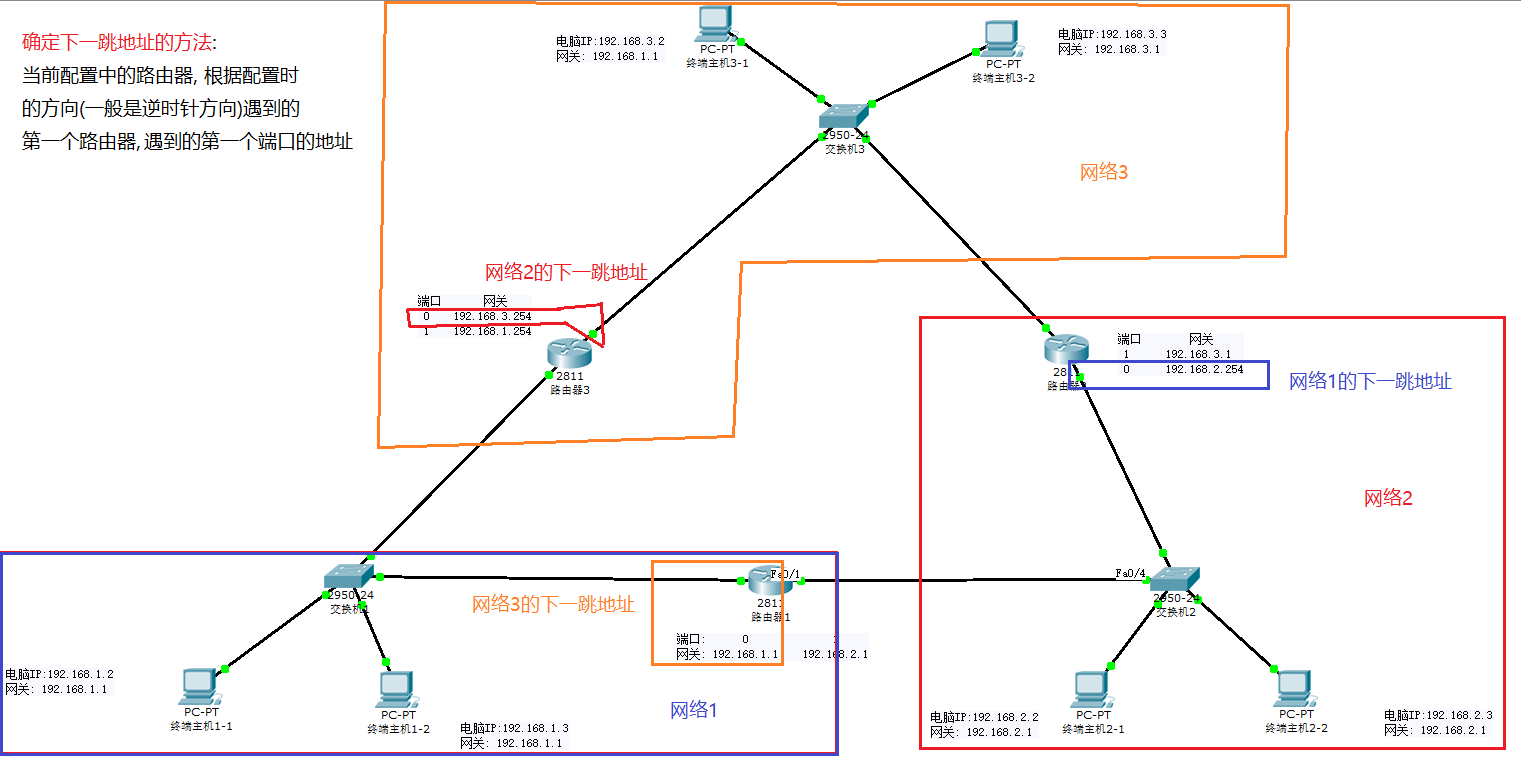 确定下一跳地址的方法:
当前配置中的路由器, 根据配置时
的方向(一般是逆时针方向)遇到的
第一个路由器, 遇到的第一个端口的地址
电脑IP:192.168.3.2
网关: 192.168.1.1
PC-PT
终端主机3-1
PC-PT
终端主机3-2
电脑IP:192.168.3.3
网关: 192.168.3.1
2950-24
交换机3
网络3
网络2的下一跳地址
端口 网关
0 192.168.3.254
1 192.168.1.254
2811
路由器3
端口 网关
1 192.168.3.1
0 192.168.2.254
网络1的下一跳地址
网络2
2950-24
交换机1
网络3的下一跳地址
Fa0/1
2811
路由器1
端口: 0
网关: 192.168.1.1 192.168.2.1
Fa0/4
2950-24
交换机2
电脑IP:192.168.1.2
网关: 192.168.1.1
PC-PT
终端主机1-1
PC-PT
终端主机1-2
电脑IP:192.168.1.3
网关: 192.168.1.1
网络1
电脑IP:192.168.2.2
网关: 192.168.2.1
PC-PT
终端主机2-1
PC-PT
终端主机2-2
电脑IP:192.168.2.3
网关: 192.168.2.1